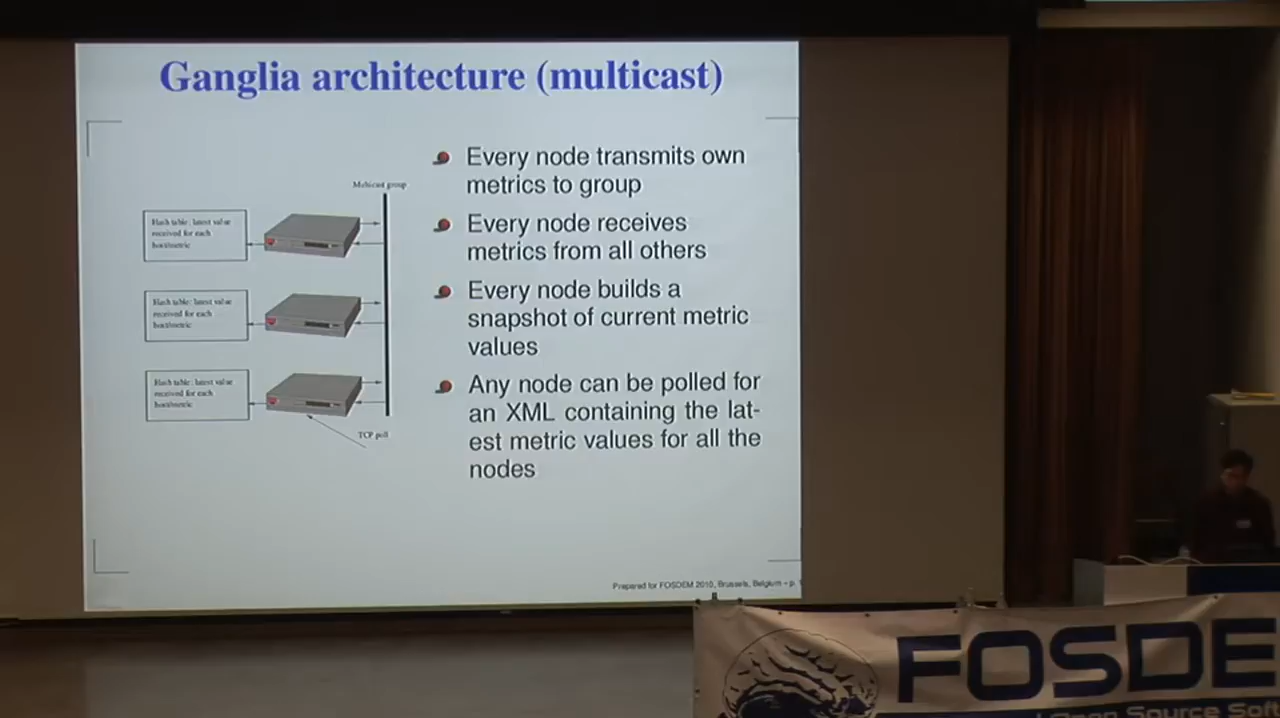 Ganglia architecture (multicast)
Every node transmits own
metrics to group
Every node receives
metrics from all others
Every node builds a
snapshot of current metric
values
Any node can be polled for
an XML containing the lat-
est metric values for all the
nodes
Multicast group
Hash table: latest value
received for each
host/metric
Hash table: latest value
received for each
host/metric
Hash table: latest value
received for each
host/metric
TCP poll
Prepared for FOSDEM 2010, Brussels, Belgium – p.
FOSDE
Open Source Soft